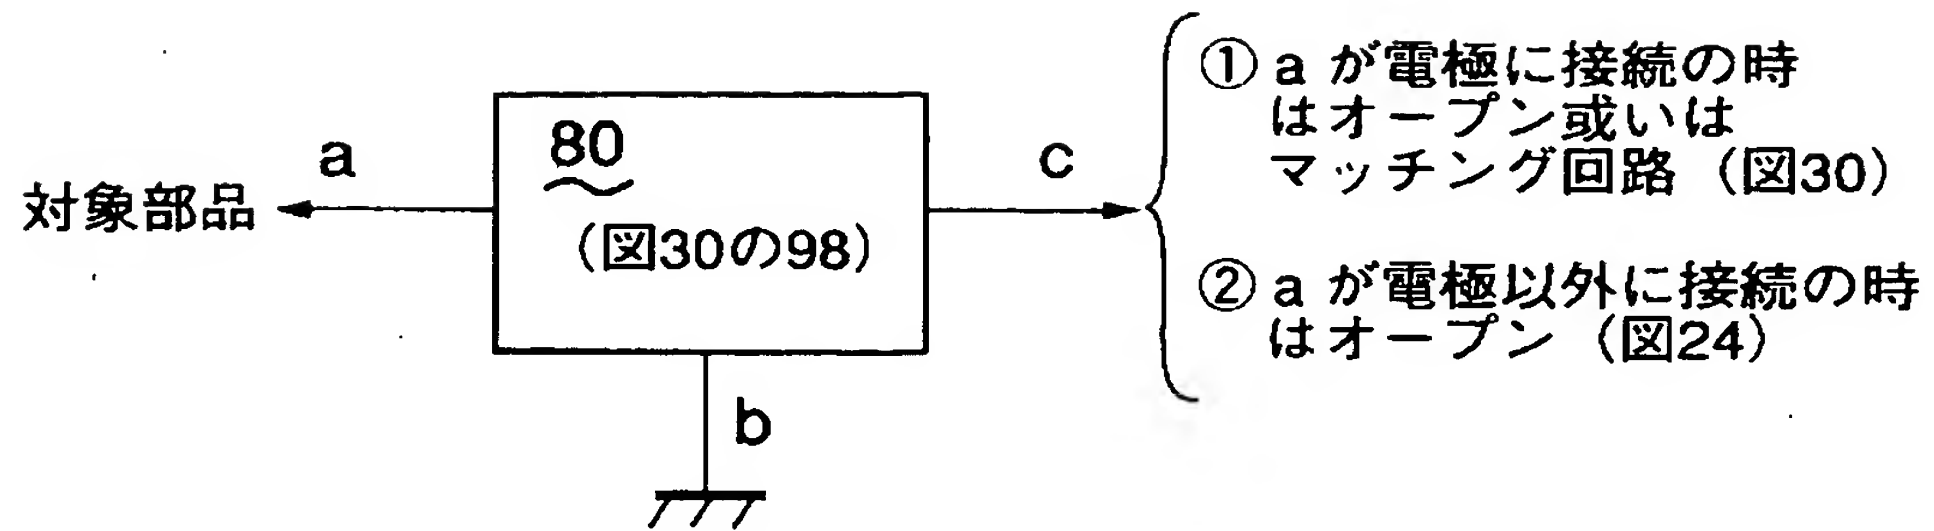 ① a が電極に接続の時
はオープン或いは
マッチング回路（図30）
80
a
c
対象部品
（図30の98）
② a が電極以外に接続の時
はオープン（図24）
b